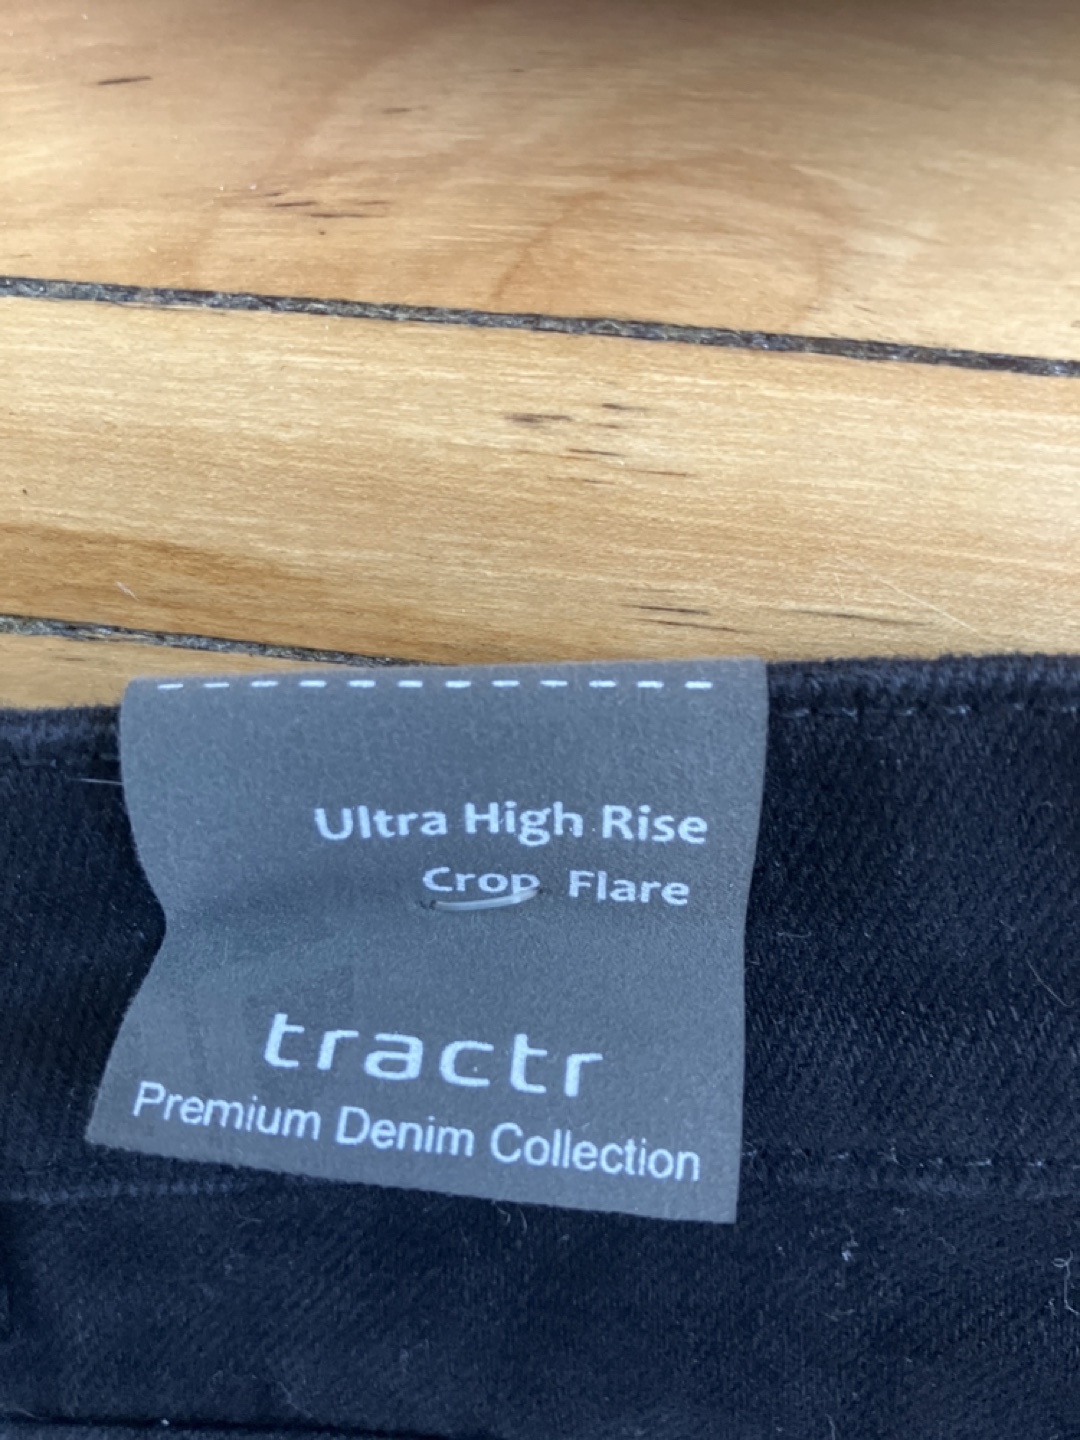 Ultra High Rise
Crop Flare
tractr
Premium Denim Collection